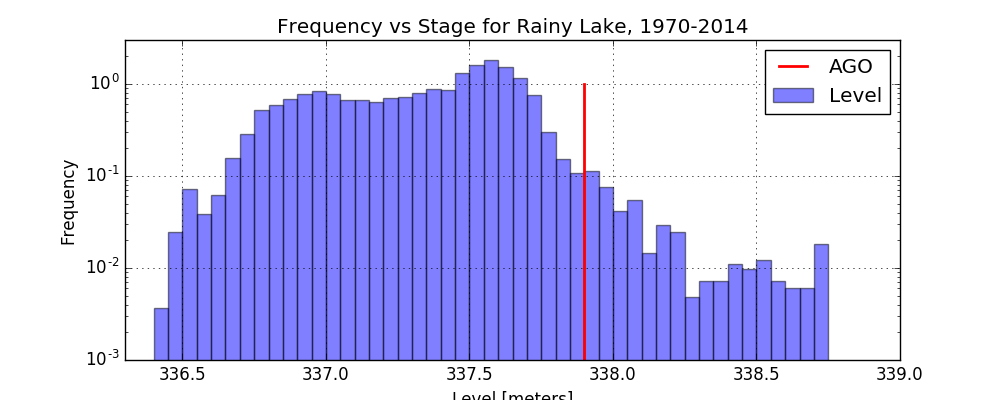 Frequency vs Stage for Rainy Lake, 1970-2014
AGO
Level
Frequency
10^0
10^-1
10^-2
10^-3
336.5 337.0 337.5 338.0 338.5 339.0
Level [meters]